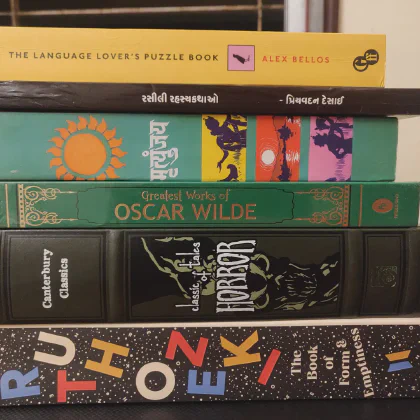 THE LANGUAGE LOVER'S PUZZLE BOOK ALEX BELLOS
રસીલી રહસ્યકથાઓ - પ્રિયવદન દેસાઈ
मृत्युंजय
Greatest Works of
OSCAR WILDE
Canterbury
Classics
classic tales
of
HORROR
RUTH OZEKI
The
Book
of
Form &
Emptiness